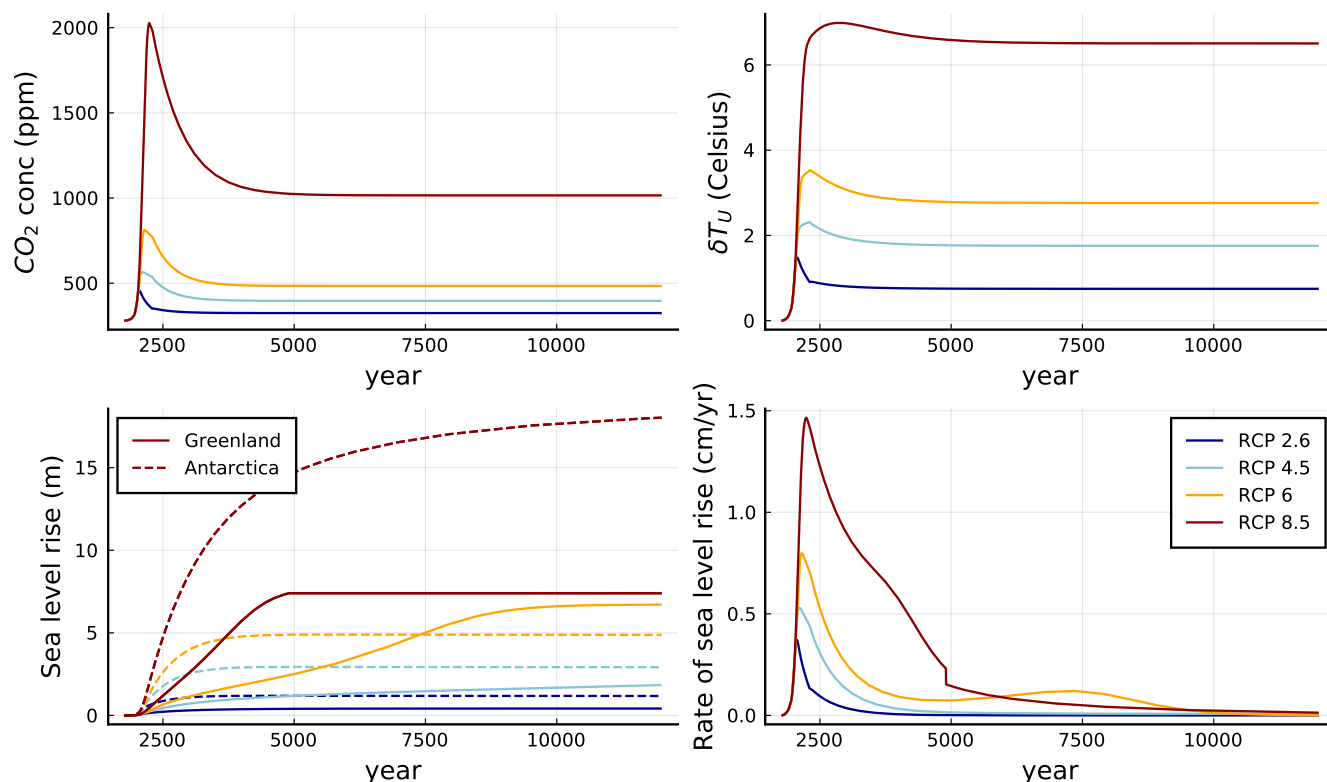 CO₂ conc (ppm)
2000
1500
1000
500
2500
5000
7500
10000
year
δT_U (Celsius)
6
4
2
0
2500
5000
7500
10000
year
Sea level rise (m)
15
10
5
0
Greenland
Antarctica
2500
5000
7500
10000
year
Rate of sea level rise (cm/yr)
1.5
1.0
0.5
0.0
RCP 2.6
RCP 4.5
RCP 6
RCP 8.5
2500
5000
7500
10000
year